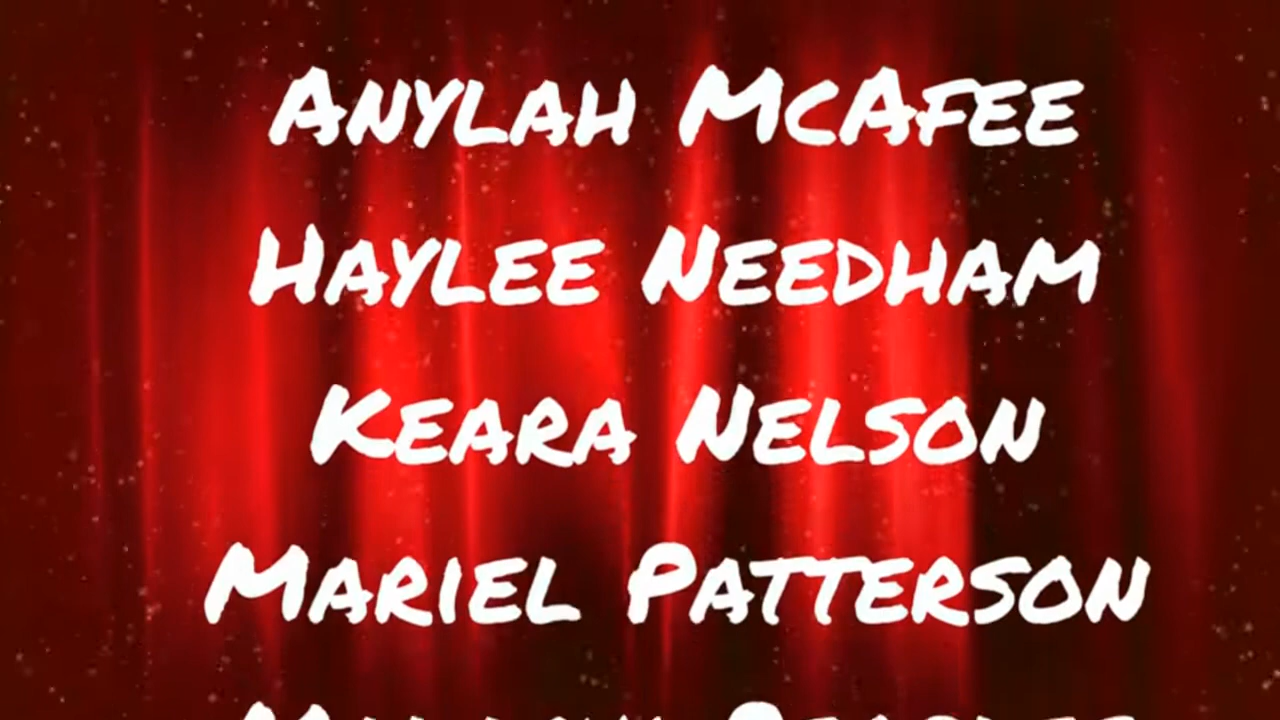 Anylah McAfee
Haylee Needham
Keara Nelson
Mariel Patterson